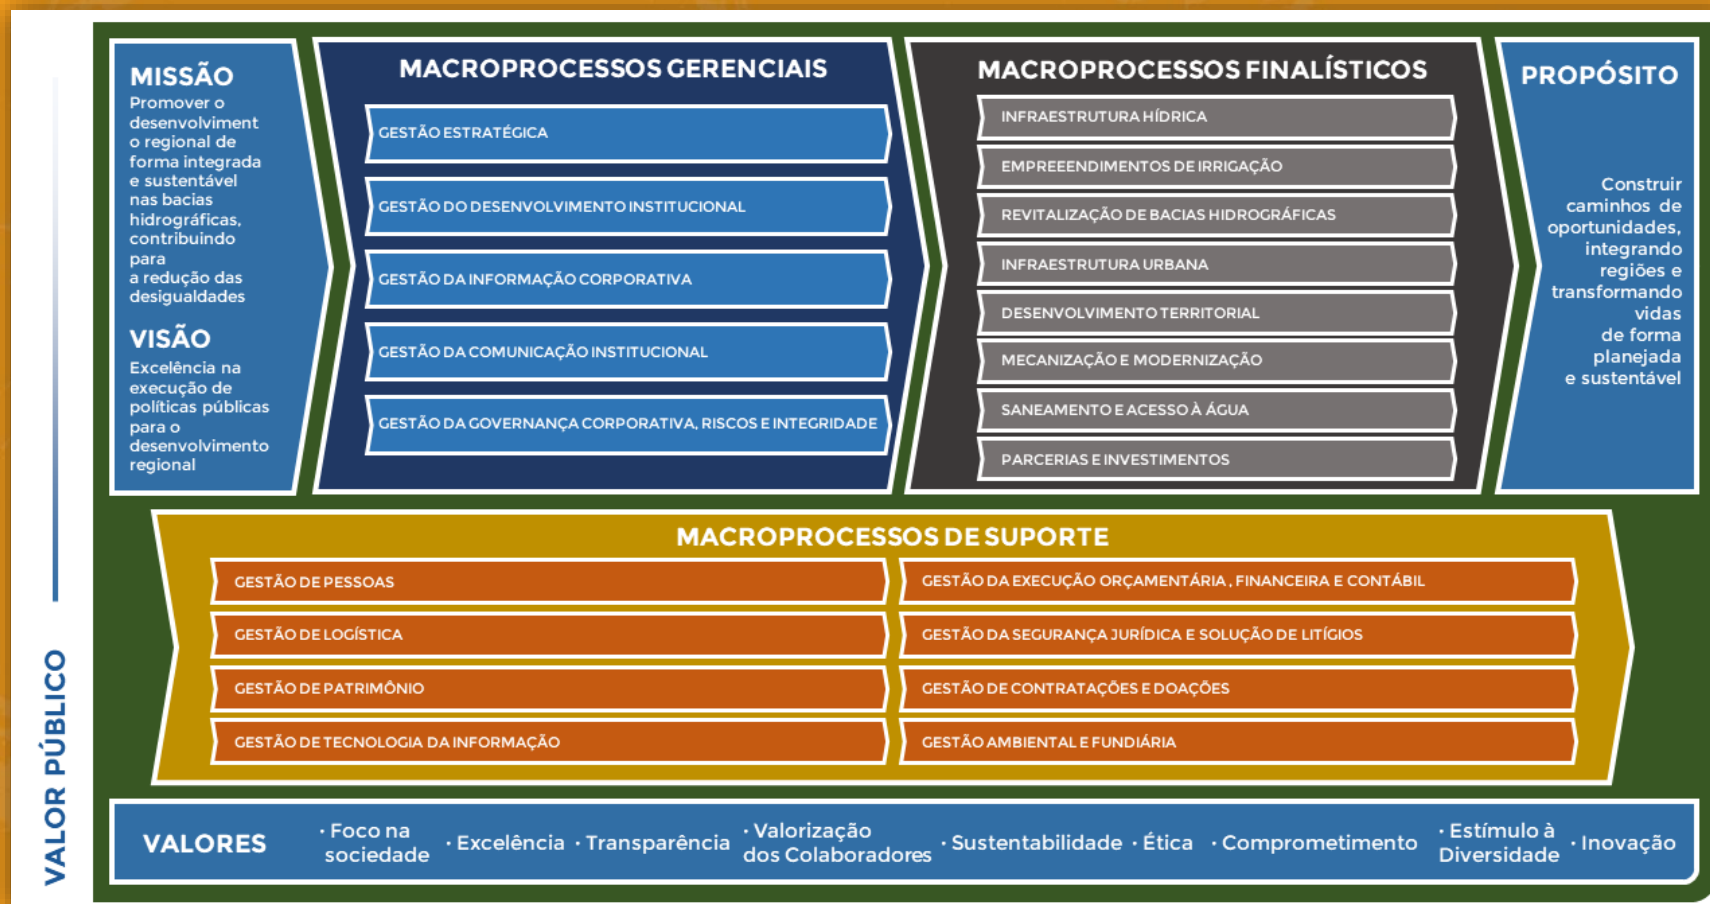 MISSÃO
Promover o
desenvolviment
o regional de
forma integrada
e sustentável
nas bacias
hidrográficas,
contribuindo
para
a redução das
desigualdades
VISÃO
Excelência na
execução de
políticas públicas
para o
desenvolvimento
regional
MACROPROCESSOS GERENCIAIS
GESTÃO ESTRATÉGICA
GESTÃO DO DESENVOLVIMENTO INSTITUCIONAL
GESTÃO DA INFORMAÇÃO CORPORATIVA
GESTÃO DA COMUNICAÇÃO INSTITUCIONAL
GESTÃO DA GOVERNANÇA CORPORATIVA, RISCOS E INTEGRIDADE
MACROPROCESSOS FINALÍSTICOS
INFRAESTRUTURA HÍDRICA
EMPREEENDIMENTOS DE IRRIGAÇÃO
REVITALIZAÇÃO DE BACIAS HIDROGRÁFICAS
INFRAESTRUTURA URBANA
DESENVOLVIMENTO TERRITORIAL
MECANIZAÇÃO E MODERNIZAÇÃO
SANEAMENTO E ACESSO À ÁGUA
PARCERIAS E INVESTIMENTOS
PROPÓSITO
Construir
caminhos de
oportunidades,
integrando
regiões e
transformando
vidas
de forma
planejada
e sustentável
MACROPROCESSOS DE SUPORTE
GESTÃO DE PESSOAS
GESTÃO DE LOGÍSTICA
GESTÃO DE PATRIMÔNIO
GESTÃO DE TECNOLOGIA DA INFORMAÇÃO
GESTÃO DA EXECUÇÃO ORÇAMENTÁRIA , FINANCEIRA E CONTÁBIL
GESTÃO DA SEGURANÇA JURÍDICA E SOLUÇÃO DE LITÍGIOS
GESTÃO DE CONTRATAÇÕES E DOAÇÕES
GESTÃO AMBIENTAL E FUNDIÁRIA
VALOR PÚBLICO
VALORES
· Foco na
sociedade
· Excelência
· Transparência
· Valorização
dos Colaboradores
· Sustentabilidade
· Ética
· Comprometimento
· Estímulo à
Diversidade
· Inovação